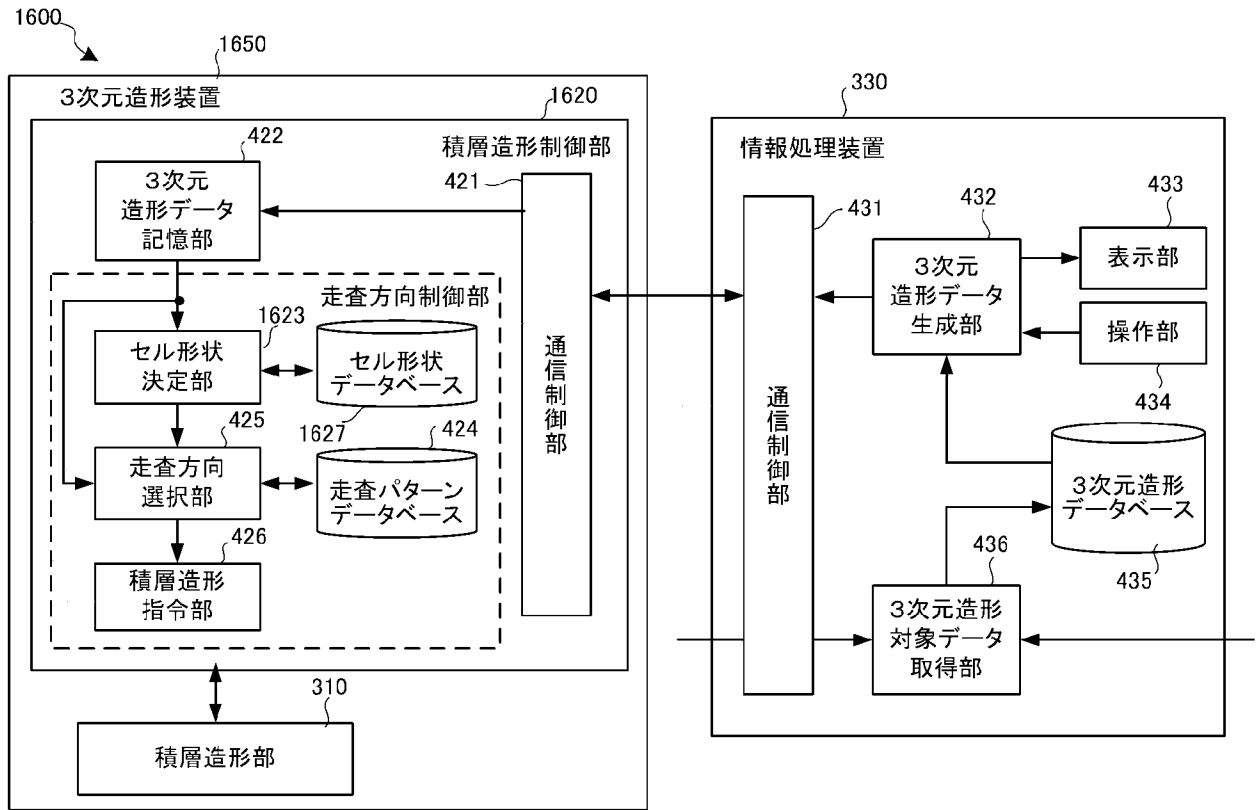 1600
1650
3次元造形装置
1620
積層造形制御部
422
3次元
造形データ
記憶部
421
通信制御部
走査方向制御部
1623
セル形状
決定部
セル形状
データベース
1627
425
走査方向
選択部
424
走査パターン
データベース
426
積層造形
指令部
310
積層造形部
330
情報処理装置
431
通信制御部
432
3次元
造形データ
生成部
433
表示部
操作部
434
3次元造形
データベース
435
436
3次元造形
対象データ
取得部